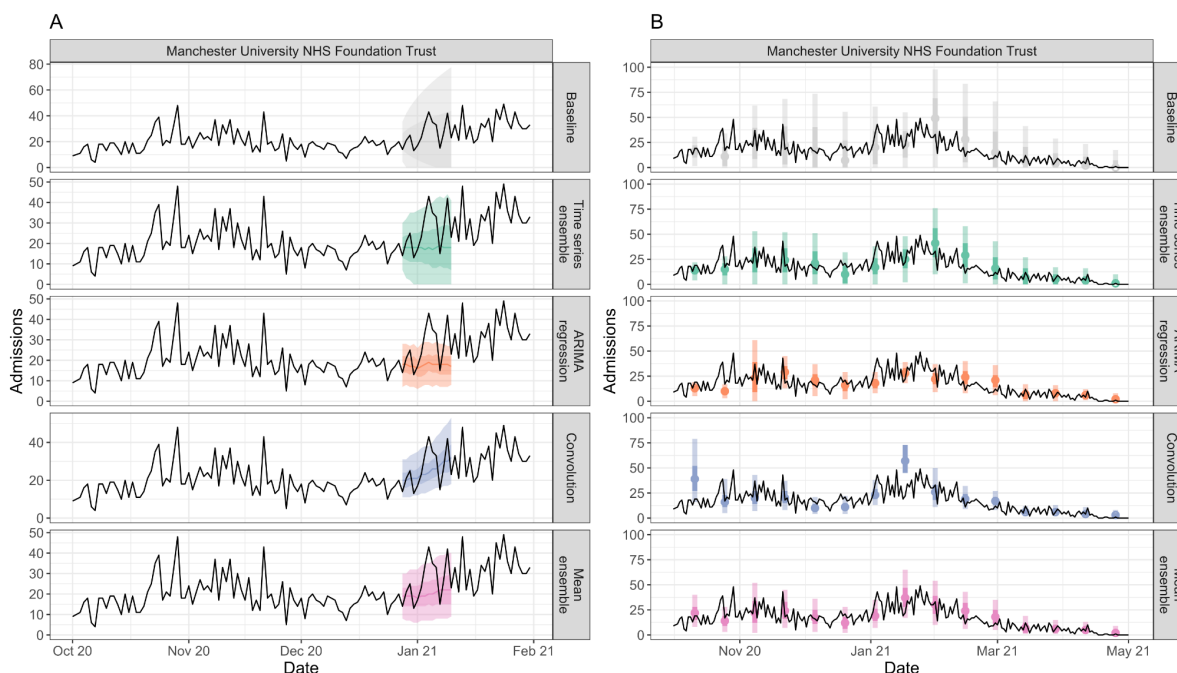 A
Manchester University NHS Foundation Trust
Admissions
80
60
40
20
0
Baseline
50
40
30
20
10
0
Time series
ensemble
50
40
30
20
10
0
ARIMA
regression
40
20
0
Convolution
50
40
30
20
10
0
Mean
ensemble
Oct 20
Nov 20
Dec 20
Jan 21
Feb 21
Date
B
Manchester University NHS Foundation Trust
Admissions
100
75
50
25
0
Baseline
100
75
50
25
0
ensemble
100
75
50
25
0
regression
100
75
50
25
0
Convolution
100
75
50
25
0
ensemble
Nov 20
Jan 21
Mar 21
May 21
Date